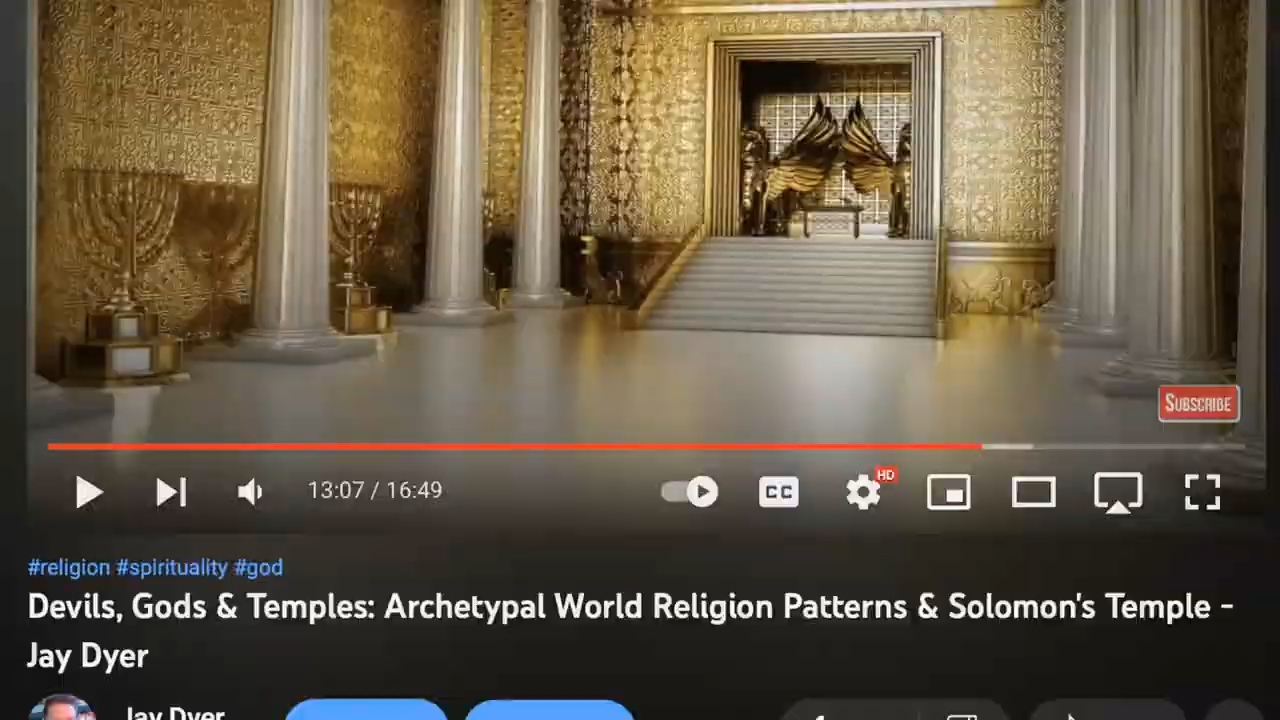 SUBSCRIBE
13:07 / 16:49
CC
HD
#religion #spirituality #god
Devils, Gods & Temples: Archetypal World Religion Patterns & Solomon's Temple -
Jay Dyer
Jay Dyer